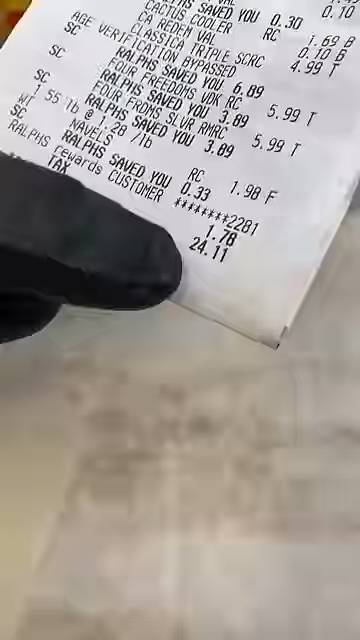 RALPHS SAVED YOU 0.30 0.10
CACTUS COOLER RC 1.69 B
CA REDEM VAL 0.10 B
AGE VERIFICATION BYPASSED
CLASSICA TRIPLE SCRC 4.99 T
SC RALPHS SAVED YOU 6.89
FOUR FREEDOMS VDK RC 5.99 T
SC RALPHS SAVED YOU 3.89
FOUR FRDMS SLVR RMRC 5.99 T
SC RALPHS SAVED YOU 3.89
1.55 lb @ 1.28 /lb
WT NAVELS RC 1.98 F
SC RALPHS SAVED YOU 0.33
RALPHS rewards CUSTOMER ********2281
TAX 1.78
24.11